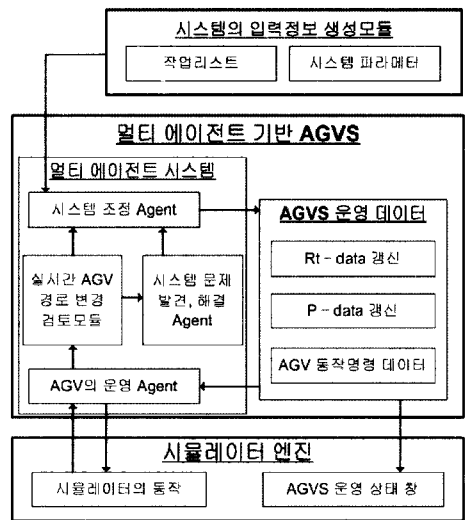 시스템의 입력정보 생성모듈
작업리스트
시스템 파라메터
멀티 에이전트 기반 AGVS
멀티 에이전트 시스템
시스템 조정 Agent
실시간 AGV
경로 변경
검토모듈
시스템 문제
발견, 해결
Agent
AGV의 운영 Agent
AGVS 운영 데이터
Rt - data 갱신
P - data 갱신
AGV 동작명령 데이터
시뮬레이터 엔진
시뮬레이터의 동작
AGVS 운영 상태 창